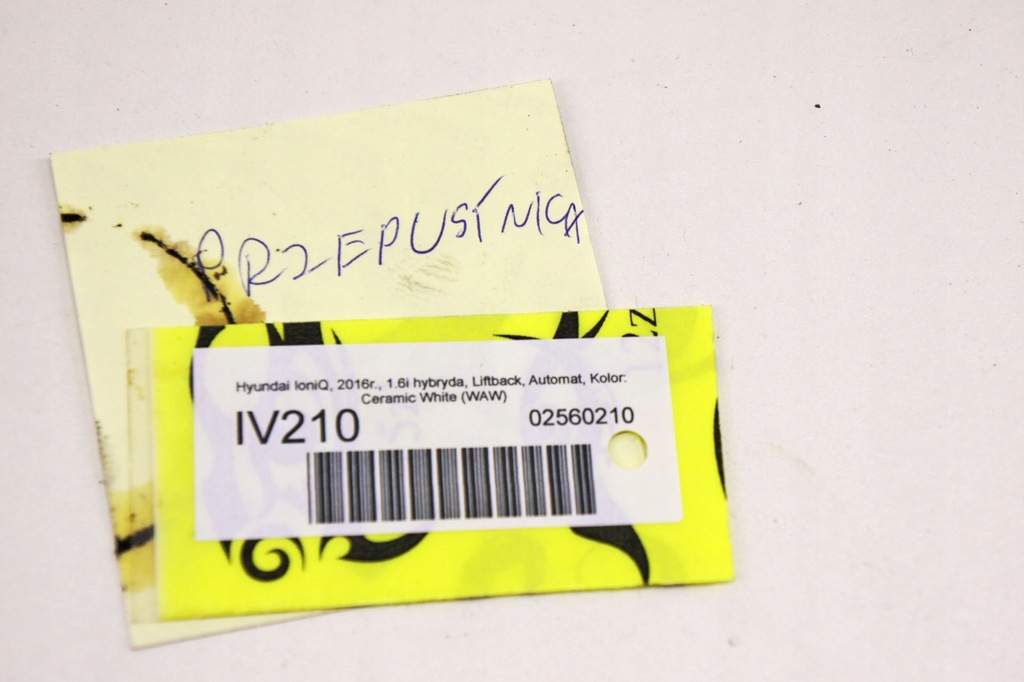 PRZEPUSTNICA
Hyundai IoniQ, 2016r., 1.6i hybryda, Liftback, Automat, Kolor:
Ceramic White (WAW)
IV210
02560210